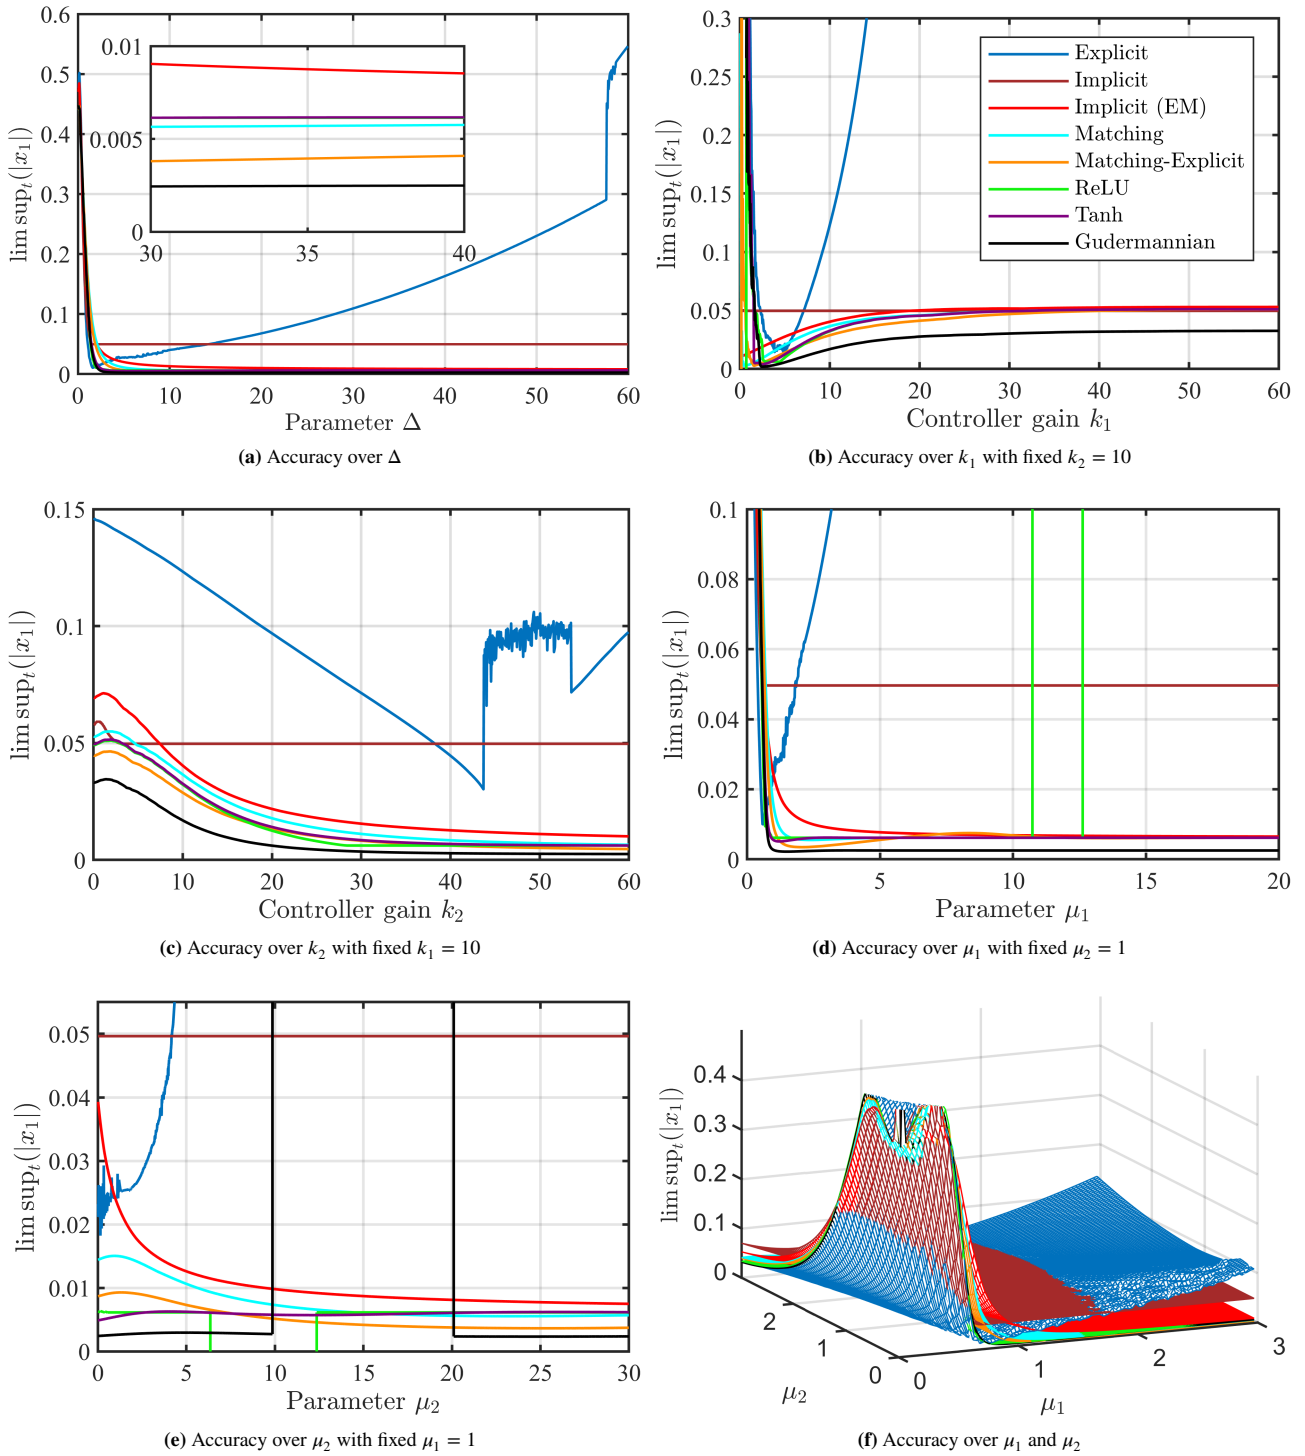 0.6
0.5
0.4
0.3
0.2
0.1
0
lim sup_t(|x_1|)
0.01
0.005
0
30 35 40
0 10 20 30 40 50 60
Parameter Δ
(a) Accuracy over Δ
0.3
0.25
0.2
0.15
0.1
0.05
0
lim sup_t(|x_1|)
Explicit
Implicit
Implicit (EM)
Matching
Matching-Explicit
ReLU
Tanh
Gudermannian
0 10 20 30 40 50 60
Controller gain k_1
(b) Accuracy over k_1 with fixed k_2 = 10
0.15
0.1
0.05
0
lim sup_t(|x_1|)
0 10 20 30 40 50 60
Controller gain k_2
(c) Accuracy over k_2 with fixed k_1 = 10
0.1
0.08
0.06
0.04
0.02
0
lim sup_t(|x_1|)
0 5 10 15 20
Parameter μ_1
(d) Accuracy over μ_1 with fixed μ_2 = 1
0.05
0.04
0.03
0.02
0.01
0
lim sup_t(|x_1|)
0 5 10 15 20 25 30
Parameter μ_2
(e) Accuracy over μ_2 with fixed μ_1 = 1
0.4
0.3
0.2
0.1
0
lim sup_t(|x_1|)
2
1
0
μ_2
0
1
2
3
μ_1
(f) Accuracy over μ_1 and μ_2